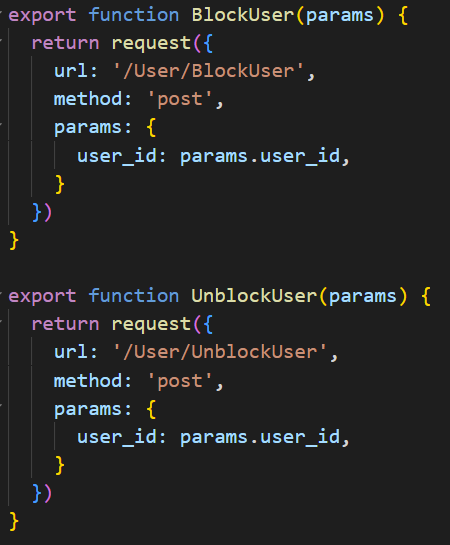 export function BlockUser(params) {
return request({
url: '/User/BlockUser',
method: 'post',
params: {
user_id: params.user_id,
}
})
}
export function UnblockUser(params) {
return request({
url: '/User/UnblockUser',
method: 'post',
params: {
user_id: params.user_id,
}
})
}